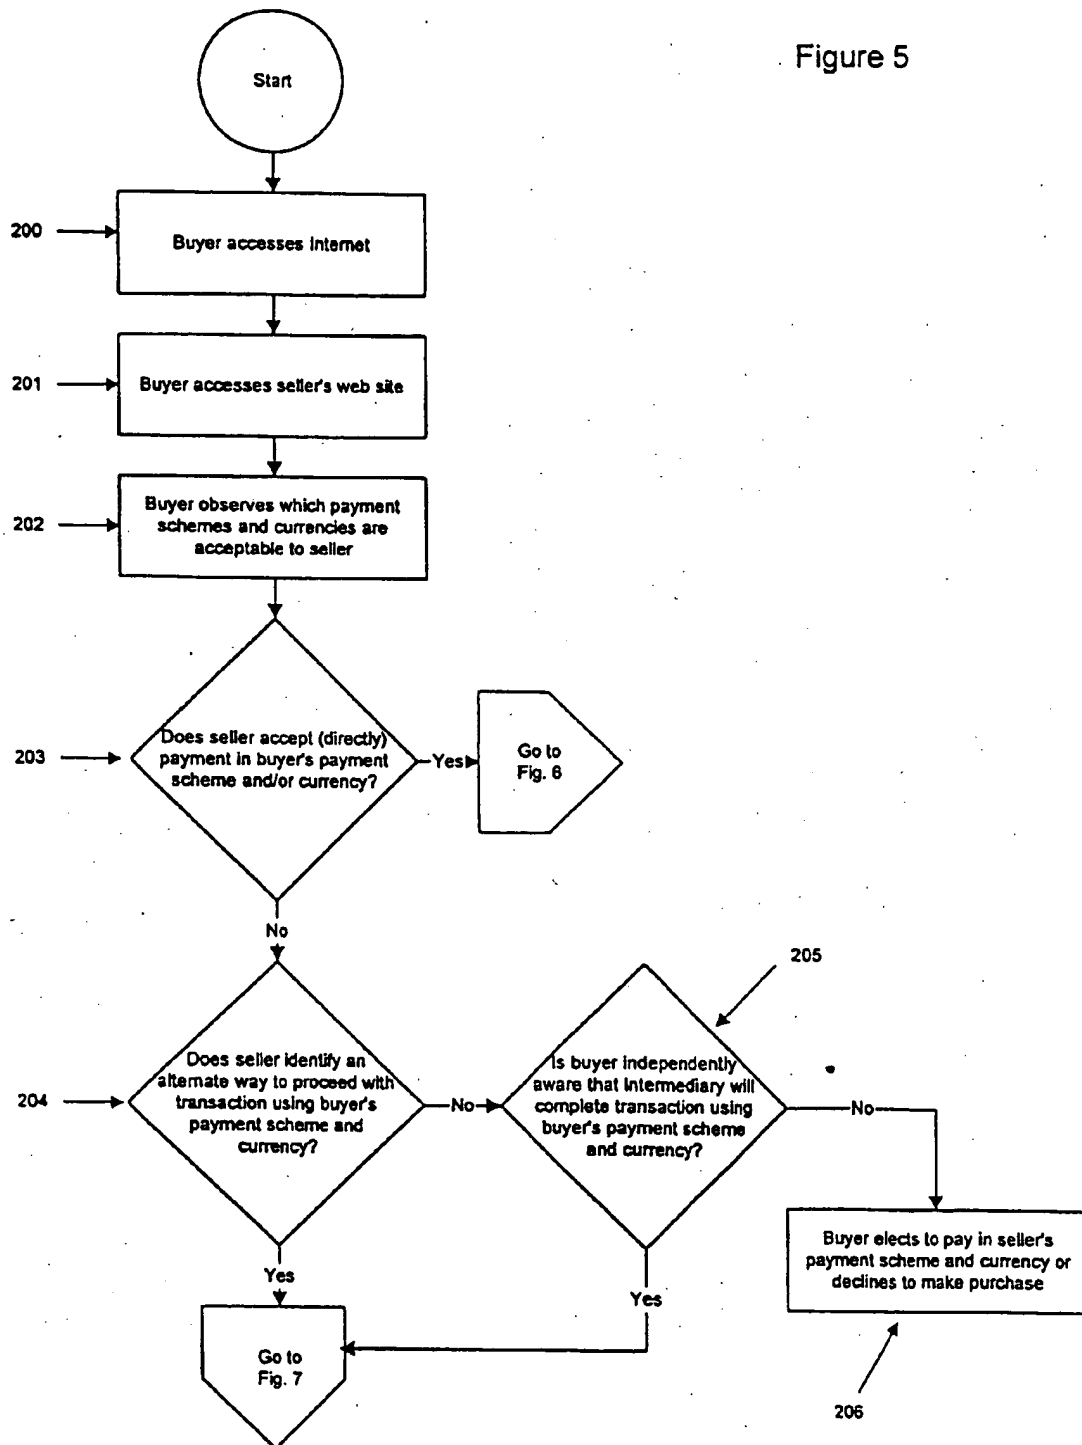 Figure 5
Start
200
Buyer accesses Internet
201
Buyer accesses seller's web site
202
Buyer observes which payment
schemes and currencies are
acceptable to seller
203
Does seller accept (directly)
payment in buyer's payment
scheme and/or currency?
Yes
Go to
Fig. 6
No
205
204
Does seller identify an
alternate way to proceed with
transaction using buyer's
payment scheme and
currency?
No
Is buyer independently
aware that intermediary will
complete transaction using
buyer's payment scheme
and currency?
No
Buyer elects to pay in seller's
payment scheme and currency or
declines to make purchase
Yes
Yes
Go to
Fig. 7
206